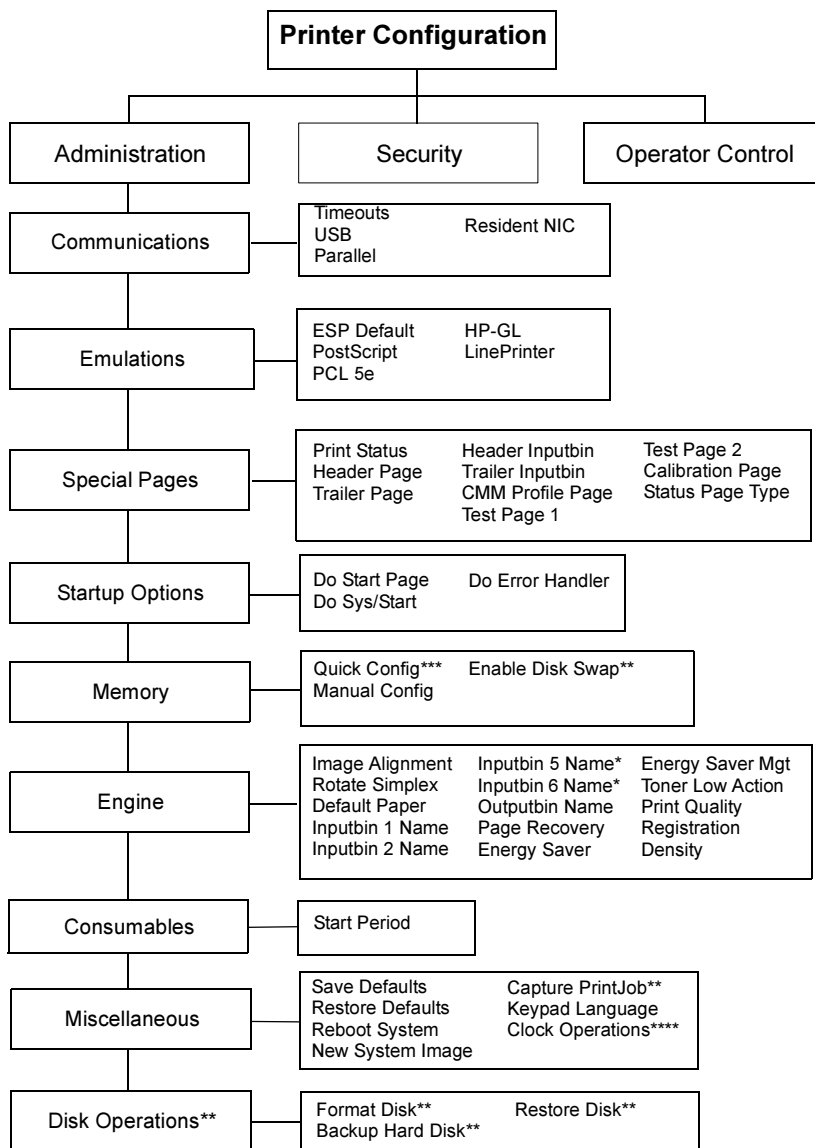 Printer Configuration
Administration
Security
Operator Control
Communications
Timeouts
USB
Parallel
Resident NIC
Emulations
ESP Default
PostScript
PCL 5e
HP-GL
LinePrinter
Special Pages
Print Status
Header Page
Trailer Page
Header Inputbin
Trailer Inputbin
CMM Profile Page
Test Page 1
Test Page 2
Calibration Page
Status Page Type
Startup Options
Do Start Page
Do Sys/Start
Do Error Handler
Memory
Quick Config***
Manual Config
Enable Disk Swap**
Engine
Image Alignment
Rotate Simplex
Default Paper
Inputbin 1 Name
Inputbin 2 Name
Inputbin 5 Name*
Inputbin 6 Name*
Outputbin Name
Page Recovery
Energy Saver
Energy Saver Mgt
Toner Low Action
Print Quality
Registration
Density
Consumables
Start Period
Miscellaneous
Save Defaults
Restore Defaults
Reboot System
New System Image
Capture PrintJob**
Keypad Language
Clock Operations****
Disk Operations**
Format Disk**
Backup Hard Disk**
Restore Disk**